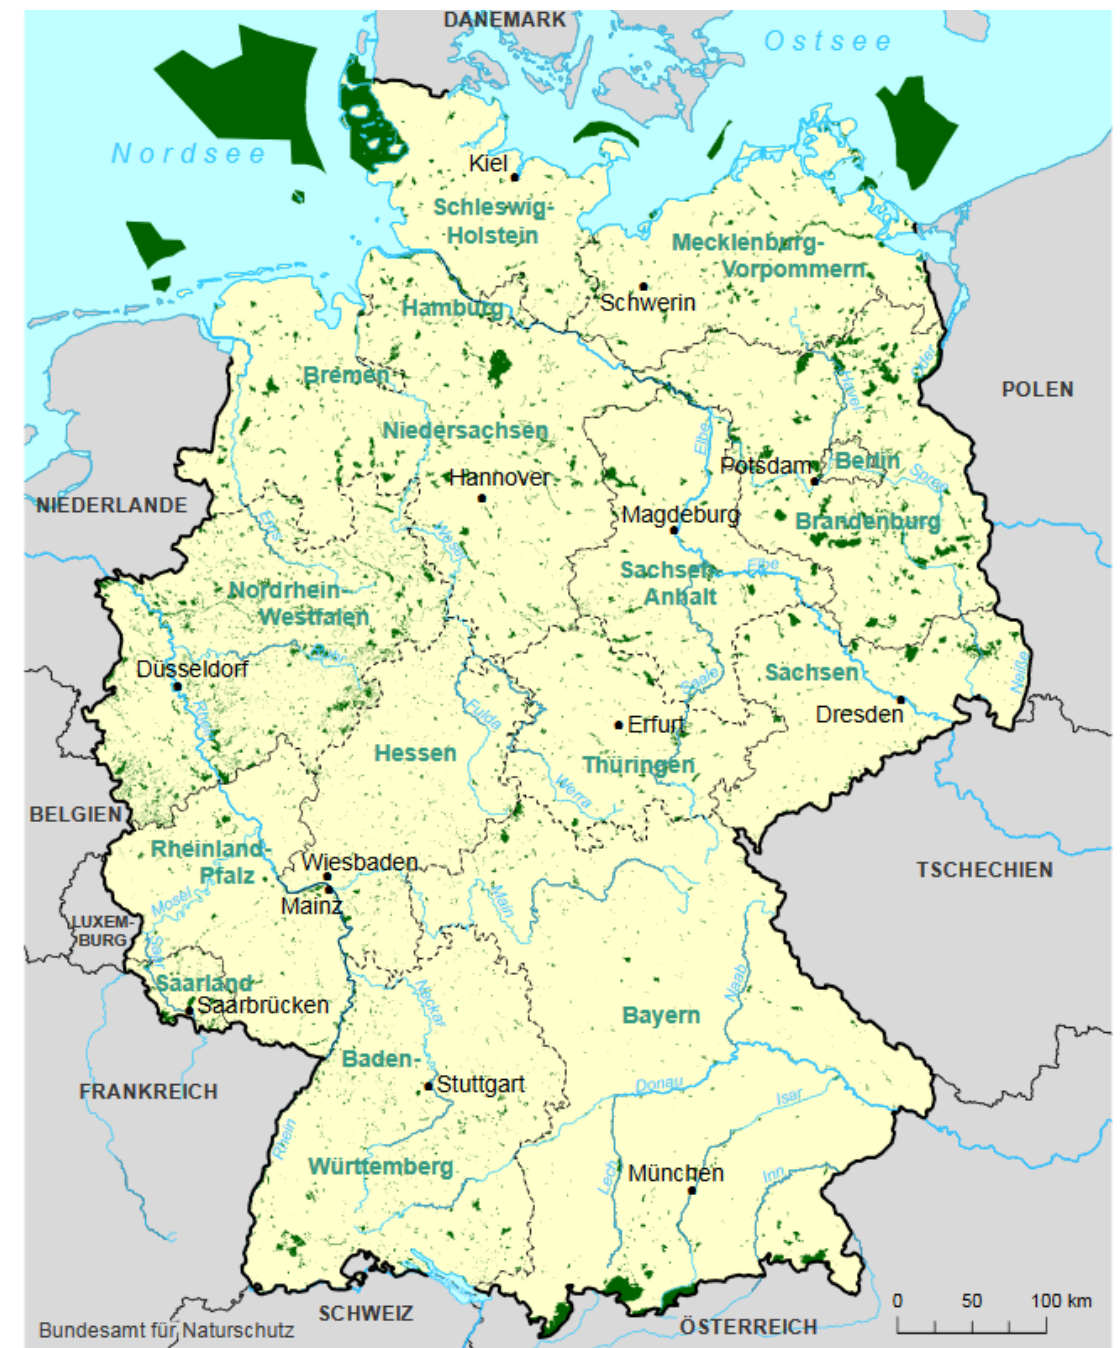 DÄNEMARK
Ostsee
Nordsee
Kiel
Schleswig-
Holstein
Mecklenburg-
Vorpommern
Schwerin
Hamburg
Bremen
Oder
Havel
POLEN
Niedersachsen
Elbe
Hannover
Potsdam
Berlin
Spree
NIEDERLANDE
Ems
Weser
Magdeburg
Brandenburg
Sachsen-
Anhalt
Elbe
Nordrhein-
Westfalen
Düsseldorf
Rhein
Fulda
Saale
Sachsen
Neiße
Dresden
Erfurt
Hessen
Thüringen
Werra
BELGIEN
Rheinland-
Pfalz
Wiesbaden
Mainz
Mosel
Main
TSCHECHIEN
LUXEM-
BURG
Saar
Saarland
Saarbrücken
Neckar
Naab
Bayern
Baden-
Stuttgart
FRANKREICH
Donau
Isar
Rhein
Württemberg
Lech
München
Inn
SCHWEIZ
ÖSTERREICH
0 50 100 km
Bundesamt für Naturschutz